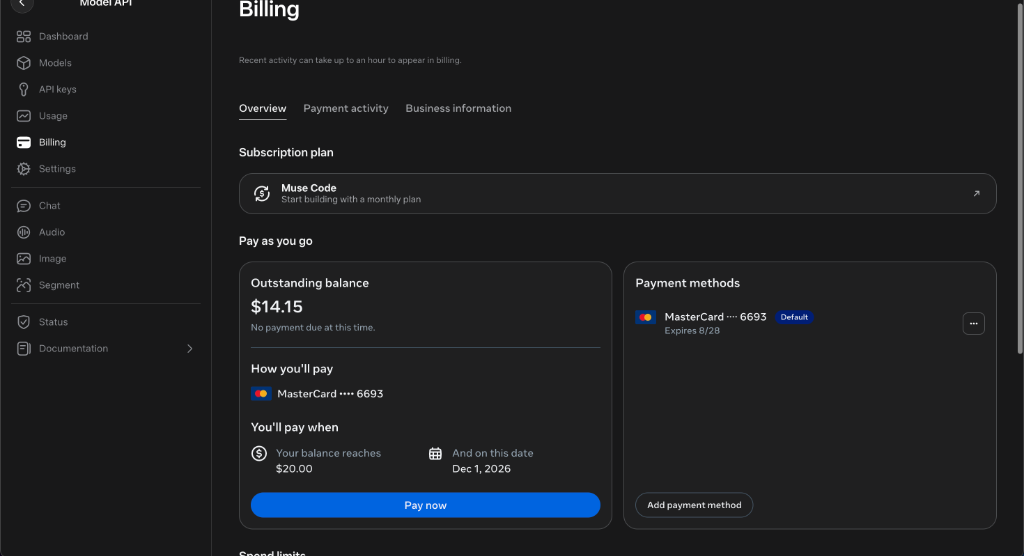 Model API
Dashboard
Models
API keys
Usage
Billing
Settings
Chat
Audio
Image
Segment
Status
Documentation
Billing
Recent activity can take up to an hour to appear in billing.
Overview
Payment activity
Business information
Subscription plan
Muse Code
Start building with a monthly plan
Pay as you go
Outstanding balance
$14.15
No payment due at this time.
How you'll pay
MasterCard •••• 6693
You'll pay when
Your balance reaches
$20.00
And on this date
Dec 1, 2026
Pay now
Payment methods
MasterCard •••• 6693
Default
Expires 8/28
Add payment method
Spend limits